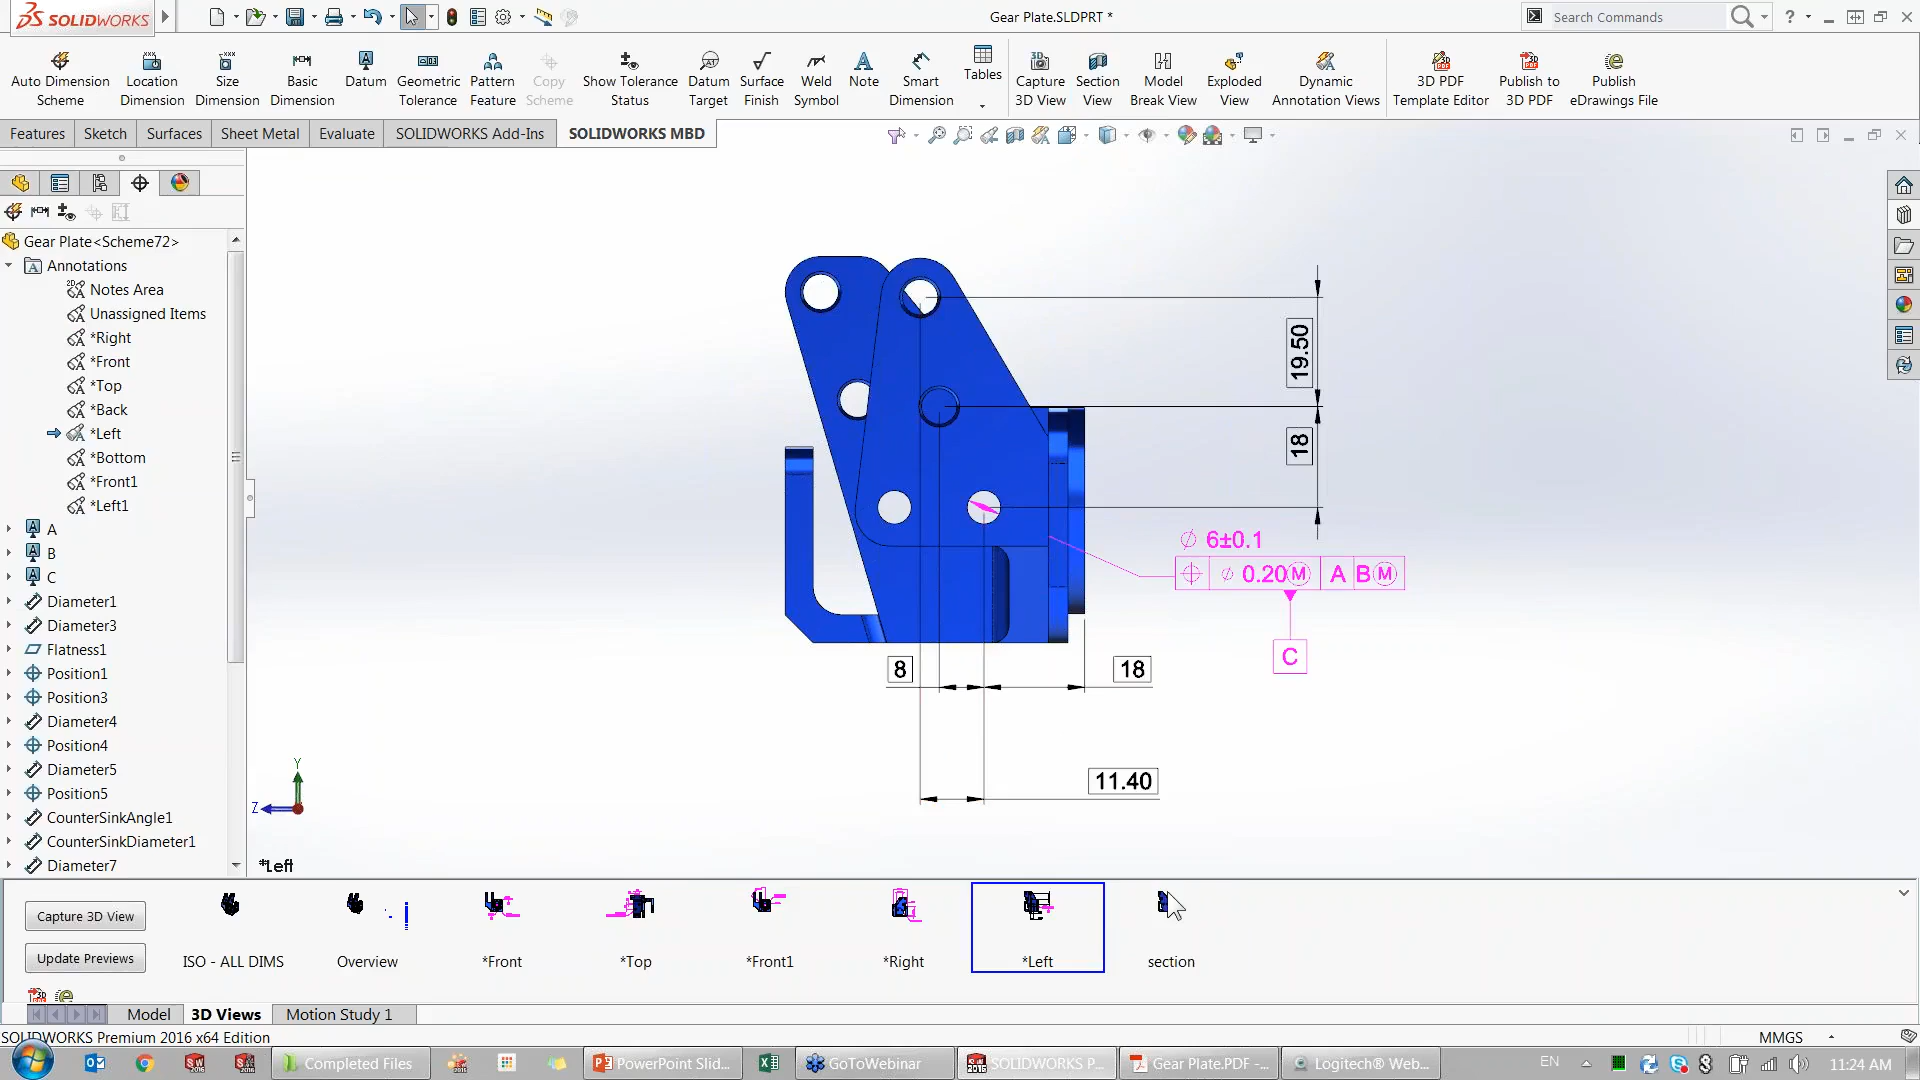 SOLIDWORKS
Gear Plate.SLDPRT *
Search Commands
?
Auto Dimension Scheme
Location Dimension
Size Dimension
Basic Dimension
Datum
Geometric Tolerance
Pattern Feature
Copy Scheme
Show Tolerance Status
Datum Target
Surface Finish
Weld Symbol
Note
Smart Dimension
Tables
Capture 3D View
Section View
Model Break View
Exploded View
Dynamic Annotation Views
3D PDF Template Editor
Publish to 3D PDF
Publish eDrawings File
Features
Sketch
Surfaces
Sheet Metal
Evaluate
SOLIDWORKS Add-Ins
SOLIDWORKS MBD
Gear Plate<Scheme72>
Annotations
Notes Area
Unassigned Items
*Right
*Front
*Top
*Back
*Left
*Bottom
*Front1
*Left1
A
B
C
Diameter1
Diameter3
Flatness1
Position1
Position3
Diameter4
Position4
Diameter5
Position5
CounterSinkAngle1
CounterSinkDiameter1
Diameter7
19.50
18
∅ 6±0.1
⌖ ∅ 0.20Ⓜ A BⓂ
C
8
18
11.40
Y
Z
*Left
Capture 3D View
Update Previews
ISO - ALL DIMS
Overview
*Front
*Top
*Front1
*Right
*Left
section
Model
3D Views
Motion Study 1
SOLIDWORKS Premium 2016 x64 Edition
MMGS
Completed Files
PowerPoint Slid...
GoToWebinar
SOLIDWORKS P...
Gear Plate.PDF -...
Logitech® Web...
EN
11:24 AM